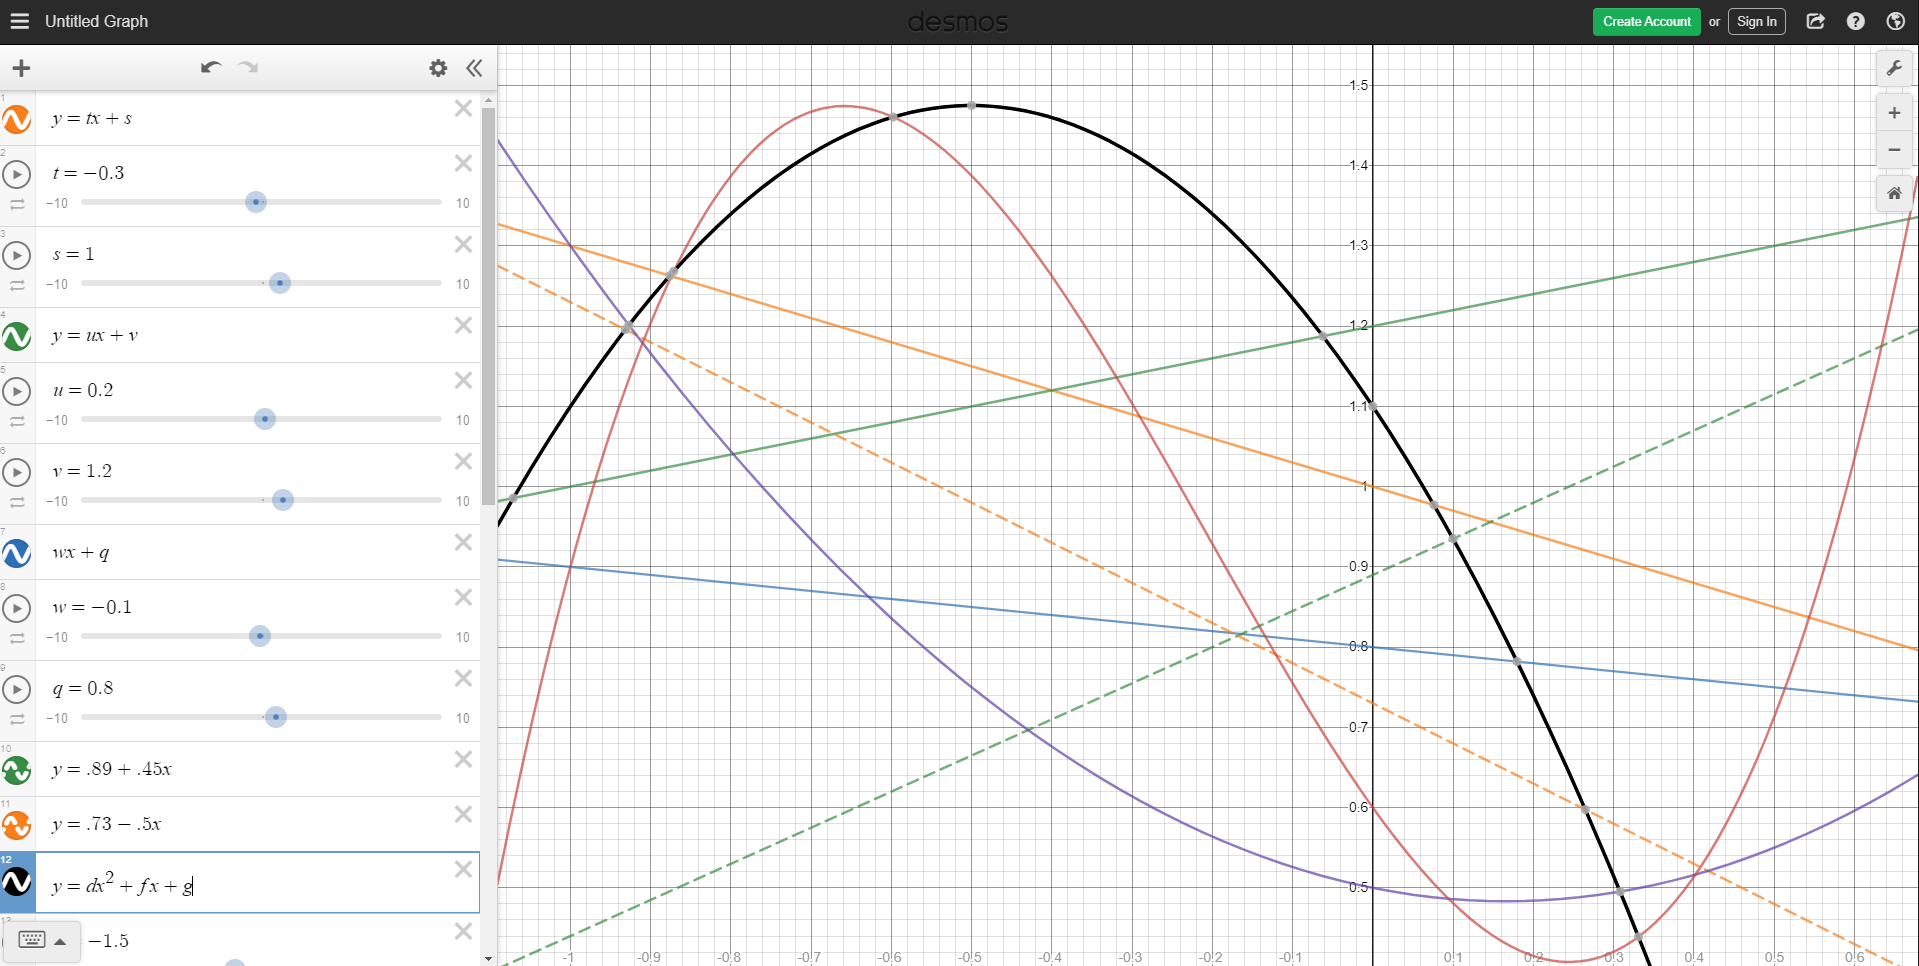 Untitled Graph
desmos
Create Account or Sign In
1
y = tx + s
2
t = −0.3
−10 10
3
s = 1
−10 10
4
y = ux + v
5
u = 0.2
−10 10
6
v = 1.2
−10 10
7
wx + q
8
w = −0.1
−10 10
9
q = 0.8
−10 10
10
y = .89 + .45x
11
y = .73 − .5x
12
y = dx² + fx + g
13
−1.5
1.5
1.4
1.3
1.2
1.1
1
0.9
0.8
0.7
0.6
0.5
-1 -0.9 -0.8 -0.7 -0.6 -0.5 -0.4 -0.3 -0.2 -0.1 0.1 0.2 0.3 0.4 0.5 0.6